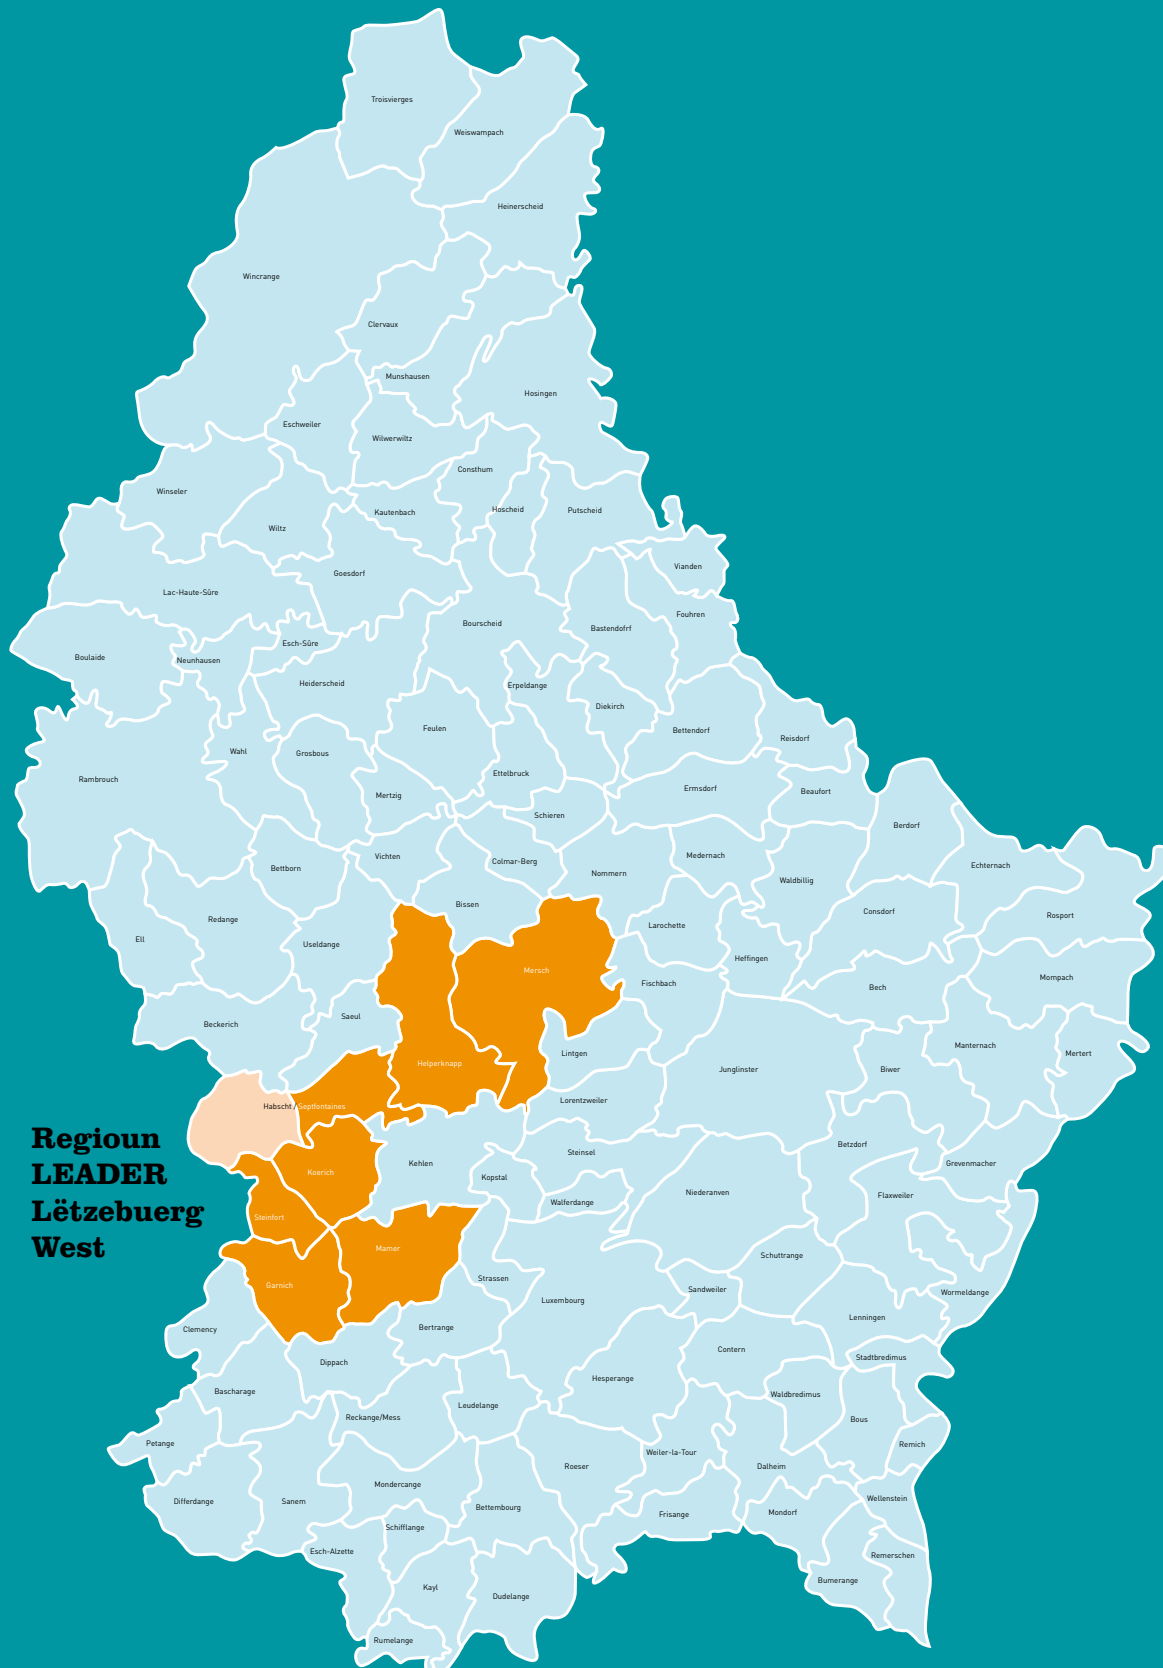 Troisvierges
Weiswampach
Heinerscheid
Wincrange
Clervaux
Munshausen
Hosingen
Eschweiler
Wilwerwiltz
Consthum
Winseler
Hoscheid
Putscheid
Kautenbach
Wiltz
Vianden
Goesdorf
Lac-Haute-Sûre
Fouhren
Bourscheid
Bastendofrf
Esch-Sûre
Boulaide
Neunhausen
Heiderscheid
Erpeldange
Diekirch
Feulen
Bettendorf
Reisdorf
Wahl
Grosbous
Rambrouch
Ettelbruck
Ermsdorf
Beaufort
Mertzig
Schieren
Berdorf
Vichten
Medernach
Colmar-Berg
Echternach
Bettborn
Nommern
Waldbillig
Bissen
Consdorf
Rosport
Redange
Larochette
Ell
Useldange
Heffingen
Mersch
Mompach
Fischbach
Bech
Saeul
Beckerich
Manternach
Lintgen
Mertert
Helperknapp
Junglinster
Biwer
Lorentzweiler
Habscht / Septfontaines
Regioun
LEADER
Lëtzebuerg
West
Betzdorf
Steinsel
Kehlen
Grevenmacher
Koerich
Kopstal
Niederanven
Flaxweiler
Walferdange
Steinfort
Mamer
Schuttrange
Strassen
Garnich
Sandweiler
Wormeldange
Luxembourg
Lenningen
Clemency
Bertrange
Contern
Stadtbredimus
Dippach
Hesperange
Bascharage
Waldbredimus
Leudelange
Reckange/Mess
Bous
Petange
Remich
Weiler-la-Tour
Roeser
Dalheim
Mondercange
Differdange
Sanem
Wellenstein
Bettembourg
Mondorf
Frisange
Schifflange
Esch-Alzette
Remerschen
Bumerange
Kayl
Dudelange
Rumelange